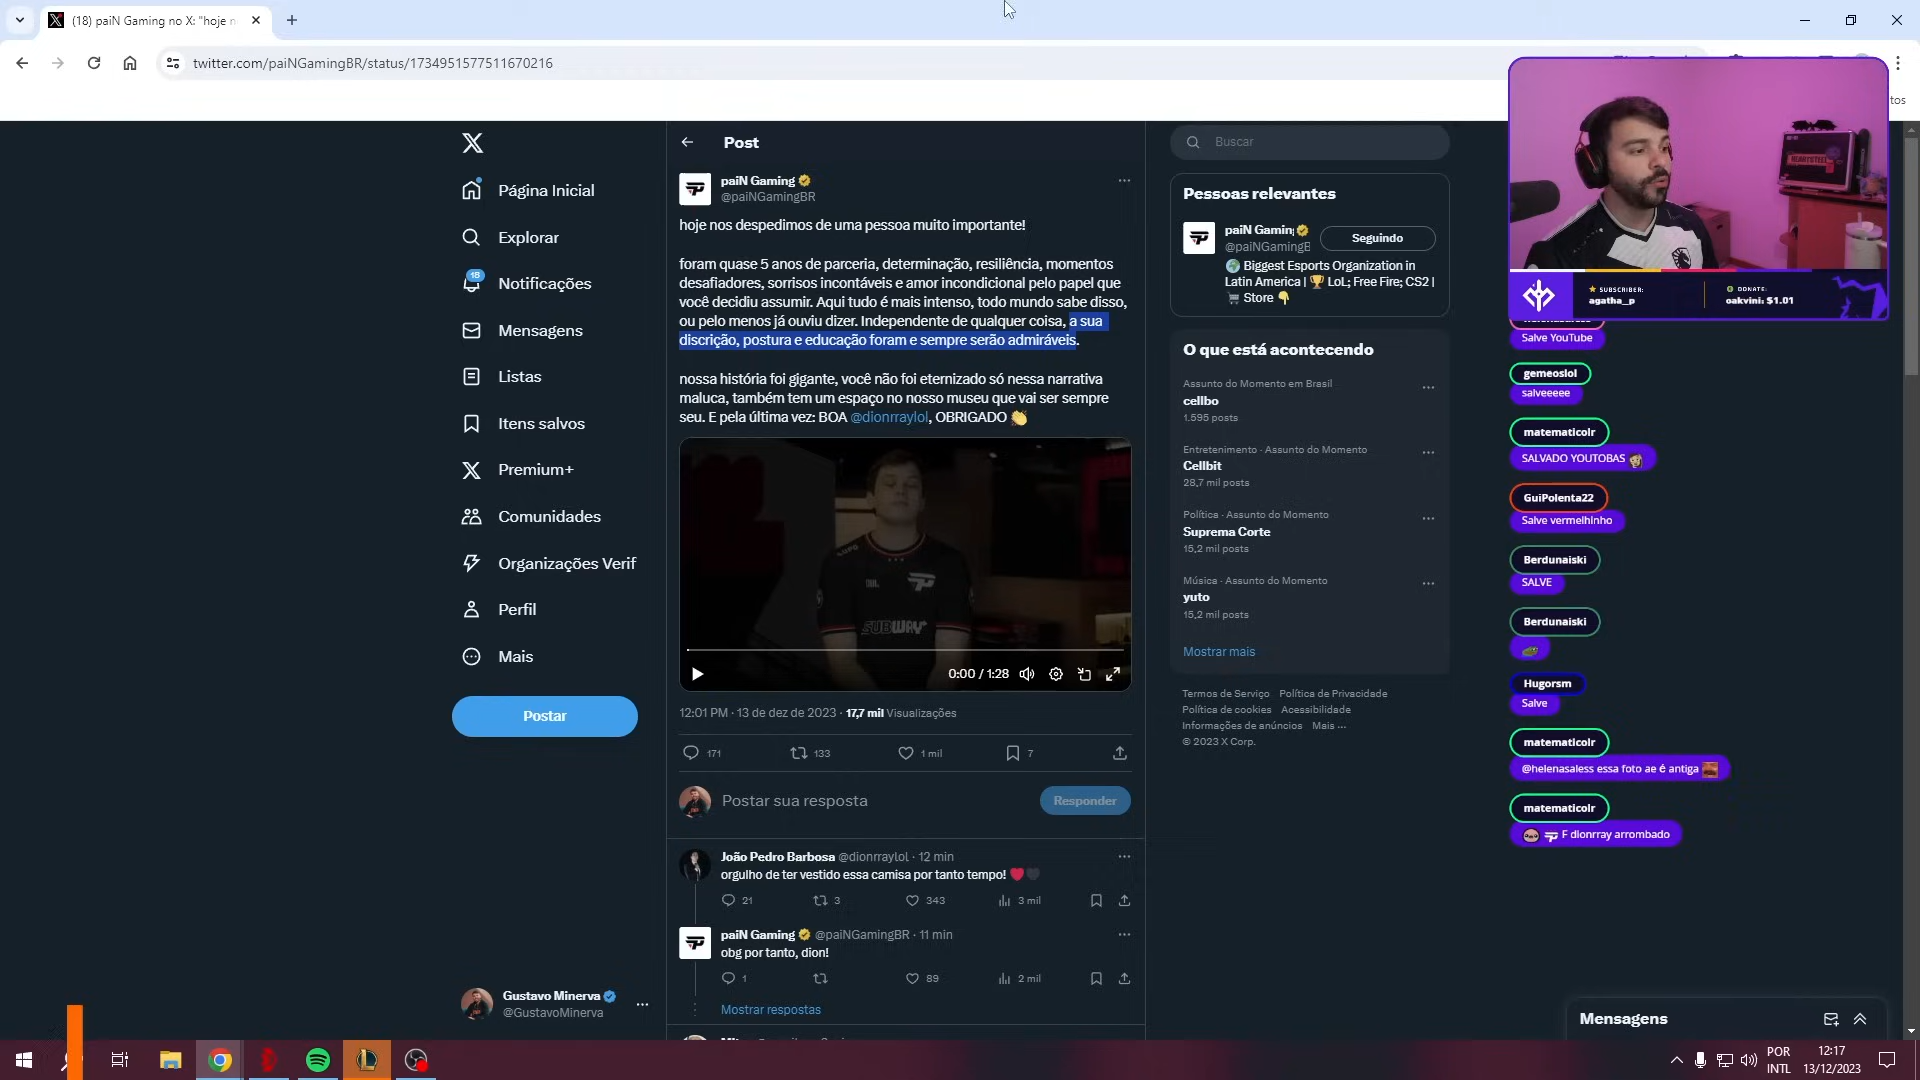 (18) paiN Gaming no X: "hoje n
twitter.com/paiNGamingBR/status/1734951577511670216
Post
Buscar
paiN Gaming
@paiNGamingBR
hoje nos despedimos de uma pessoa muito importante!
foram quase 5 anos de parceria, determinação, resiliência, momentos
desafiadores, sorrisos incontáveis e amor incondicional pelo papel que
você decidiu assumir. Aqui tudo é mais intenso, todo mundo sabe disso,
ou pelo menos já ouviu dizer. Independente de qualquer coisa, a sua
discrição, postura e educação foram e sempre serão admiráveis.
nossa história foi gigante, você não foi eternizado só nessa narrativa
maluca, também tem um espaço no nosso museu que vai ser sempre
seu. E pela última vez: BOA @dionrraylol, OBRIGADO 👏
SUBWAY
0:00 / 1:28
12:01 PM · 13 de dez de 2023 · 17,7 mil Visualizações
171
133
1 mil
7
Postar sua resposta
Responder
João Pedro Barbosa @dionrraylol · 12 min
orgulho de ter vestido essa camisa por tanto tempo! ❤️🖤
21
3
343
3 mil
paiN Gaming @paiNGamingBR · 11 min
obg por tanto, dion!
1
89
2 mil
Mostrar respostas
Página Inicial
Explorar
18
Notificações
Mensagens
Listas
Itens salvos
Premium+
Comunidades
Organizações Verif
Perfil
Mais
Postar
Gustavo Minerva
@GustavoMinerva
Pessoas relevantes
paiN Gamin
@paiNGamingB
Seguindo
🌍 Biggest Esports Organization in
Latin America | 🏆 LoL; Free Fire; CS2 |
🛒 Store 👇
O que está acontecendo
Assunto do Momento em Brasil
cellbo
1.595 posts
Entretenimento · Assunto do Momento
Cellbit
28,7 mil posts
Política · Assunto do Momento
Suprema Corte
15,2 mil posts
Música · Assunto do Momento
yuto
15,2 mil posts
Mostrar mais
Termos de Serviço Política de Privacidade
Política de cookies Acessibilidade
Informações de anúncios Mais ···
© 2023 X Corp.
tos
SUBSCRIBER:
agatha_p
DONATE:
oakvini: $1.01
Salve YouTube
gemeoslol
salveeeee
matematicolr
SALVADO YOUTOBAS
GuiPolenta22
Salve vermelhinho
Berdunaiski
SALVE
Berdunaiski
Hugorsm
Salve
matematicolr
@helenasaless essa foto ae é antiga
matematicolr
F dionrray arrombado
Mensagens
POR
INTL
12:17
13/12/2023